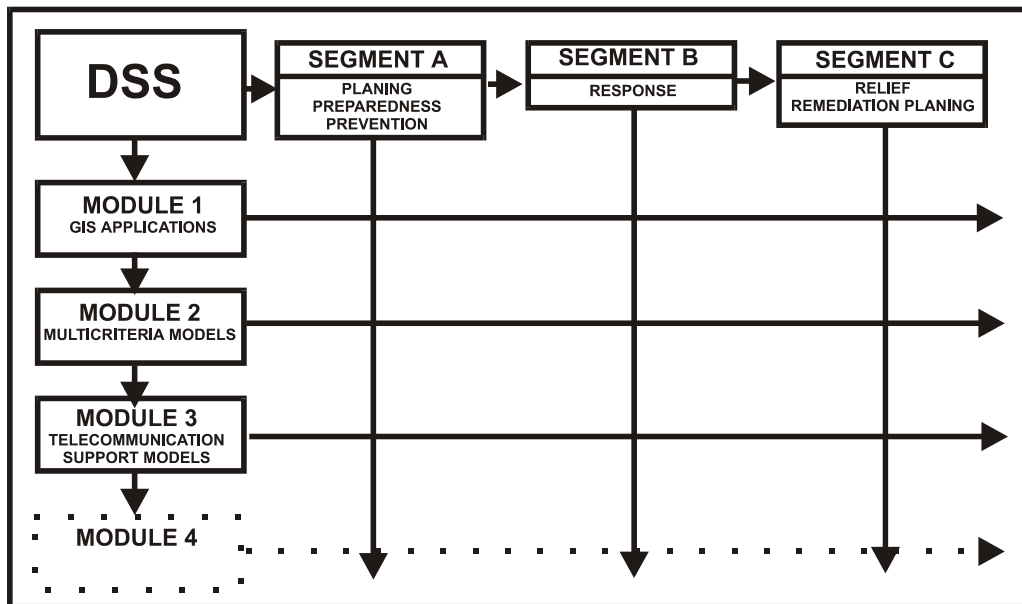 DSS
SEGMENT A
PLANING
PREPAREDNESS
PREVENTION
SEGMENT B
RESPONSE
SEGMENT C
RELIEF
REMEDIATION PLANING
MODULE 1
GIS APPLICATIONS
MODULE 2
MULTICRITERIA MODELS
MODULE 3
TELECOMMUNICATION
SUPPORT MODELS
MODULE 4